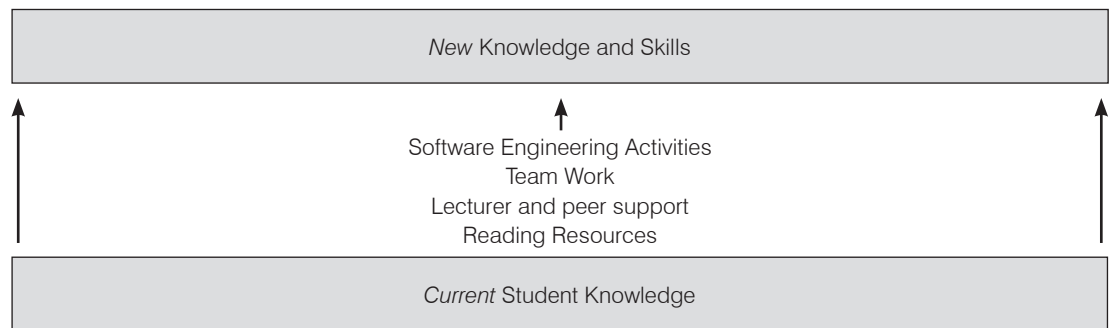 New Knowledge and Skills
Software Engineering Activities
Team Work
Lecturer and peer support
Reading Resources
Current Student Knowledge